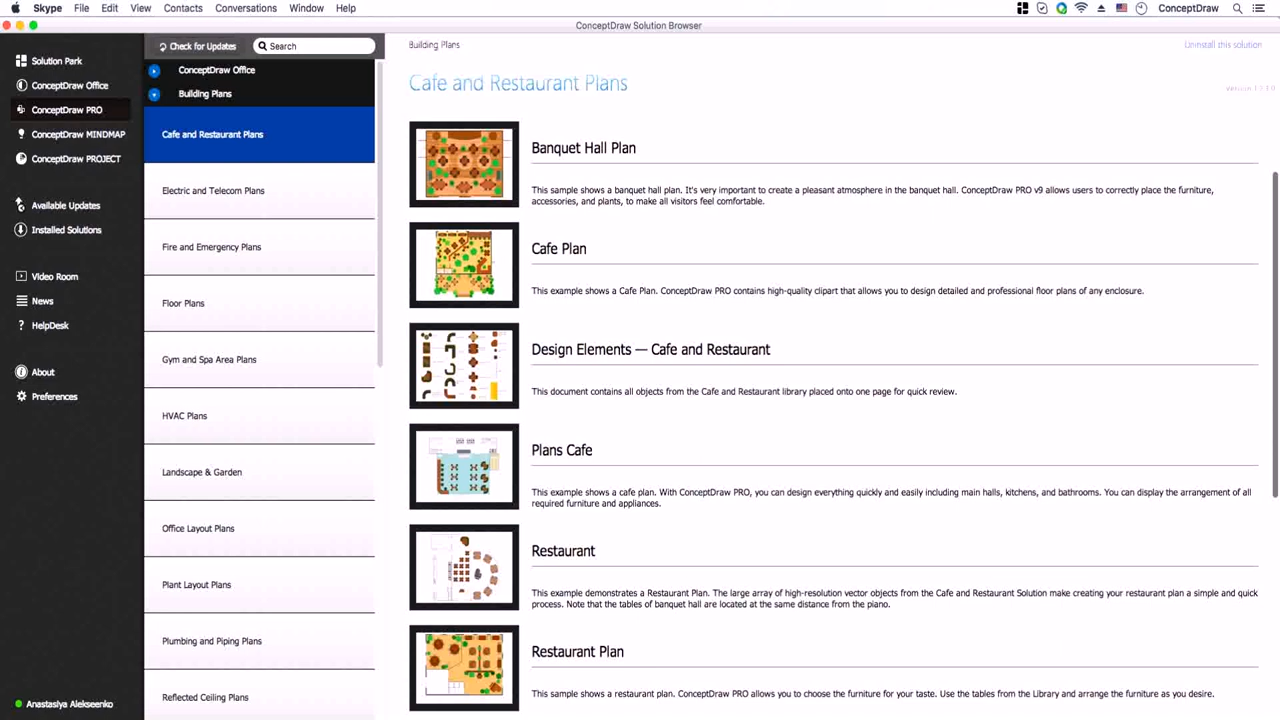 Skype File Edit View Contacts Conversations Window Help ConceptDraw
ConceptDraw Solution Browser
Solution Park
ConceptDraw Office
ConceptDraw PRO
ConceptDraw MINDMAP
ConceptDraw PROJECT
Available Updates
Installed Solutions
Video Room
News
HelpDesk
About
Preferences
Anastasiya Alekseenko
Check for Updates
Search
ConceptDraw Office
Building Plans
Cafe and Restaurant Plans
Electric and Telecom Plans
Fire and Emergency Plans
Floor Plans
Gym and Spa Area Plans
HVAC Plans
Landscape & Garden
Office Layout Plans
Plant Layout Plans
Plumbing and Piping Plans
Reflected Ceiling Plans
Building Plans
Uninstall this solution
Cafe and Restaurant Plans
Banquet Hall Plan
This sample shows a banquet hall plan. It's very important to create a pleasant atmosphere in the banquet hall. ConceptDraw PRO v9 allows users to correctly place the furniture,
accessories, and plants, to make all visitors feel comfortable.
Cafe Plan
This example shows a Cafe Plan. ConceptDraw PRO contains high-quality clipart that allows you to design detailed and professional floor plans of any enclosure.
Design Elements — Cafe and Restaurant
This document contains all objects from the Cafe and Restaurant library placed onto one page for quick review.
Plans Cafe
This example shows a cafe plan. With ConceptDraw PRO, you can design everything quickly and easily including main halls, kitchens, and bathrooms. You can display the arrangement of all
required furniture and appliances.
Restaurant
This example demonstrates a Restaurant Plan. The large array of high-resolution vector objects from the Cafe and Restaurant Solution make creating your restaurant plan a simple and quick
process. Note that the tables of banquet hall are located at the same distance from the piano.
Restaurant Plan
This sample shows a restaurant plan. ConceptDraw PRO allows you to choose the furniture for your taste. Use the tables from the Library and arrange the furniture as you desire.